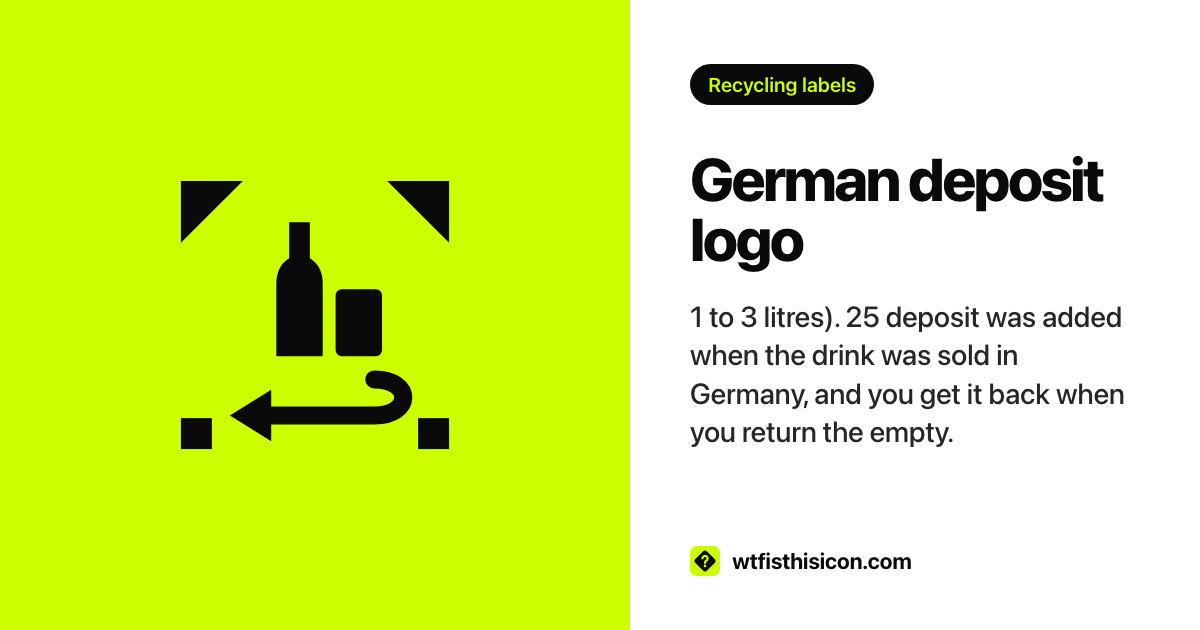 Recycling labels
German deposit
logo
1 to 3 litres). 25 deposit was added
when the drink was sold in
Germany, and you get it back when
you return the empty.
?
wtfisthisicon.com